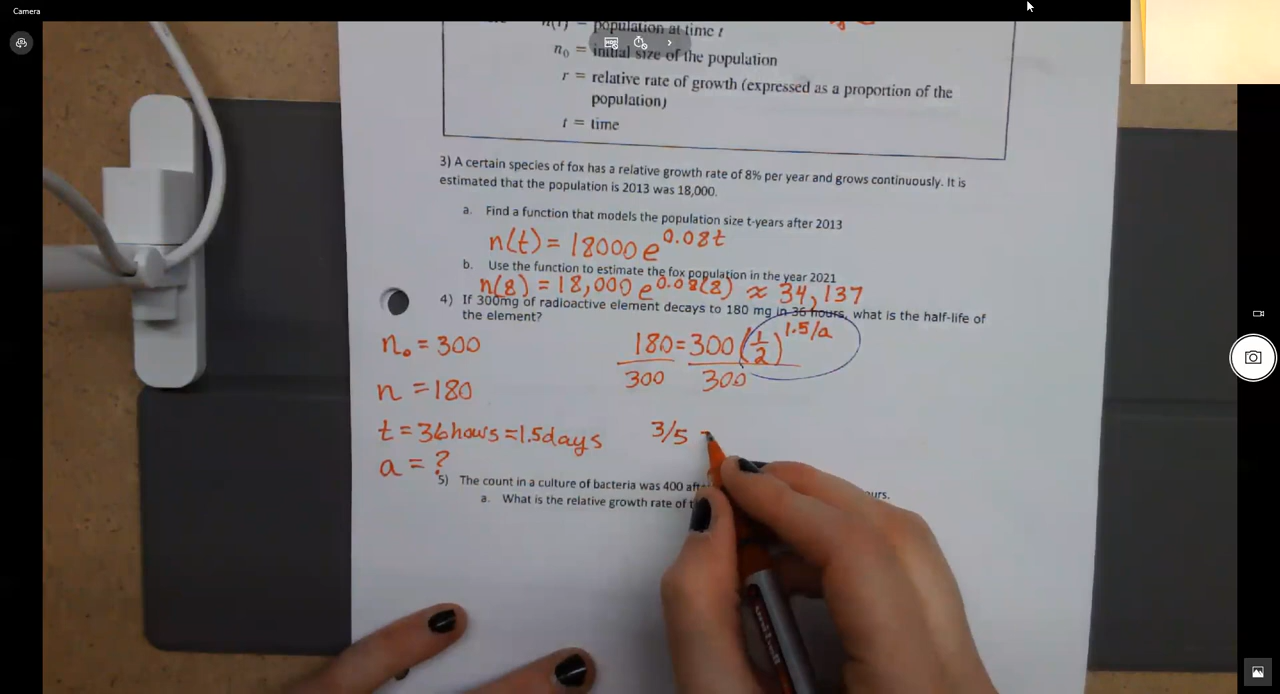 Camera
n(t) = population at time t
n₀ = initial size of the population
r = relative rate of growth (expressed as a proportion of the
population)
t = time
3) A certain species of fox has a relative growth rate of 8% per year and grows continuously. It is
estimated that the population is 2013 was 18,000.
a. Find a function that models the population size t-years after 2013
n(t) = 18000 e^0.08t
b. Use the function to estimate the fox population in the year 2021
n(8) = 18,000 e^0.08(8) ≈ 34,137
4) If 300mg of radioactive element decays to 180 mg in 36 hours, what is the half-life of
the element?
n₀ = 300
180 = 300 (1/2)^1.5/a
300 300
n = 180
t = 36 hours = 1.5 days
3/5
a = ?
5) The count in a culture of bacteria was 400
a. What is the relative growth rate of